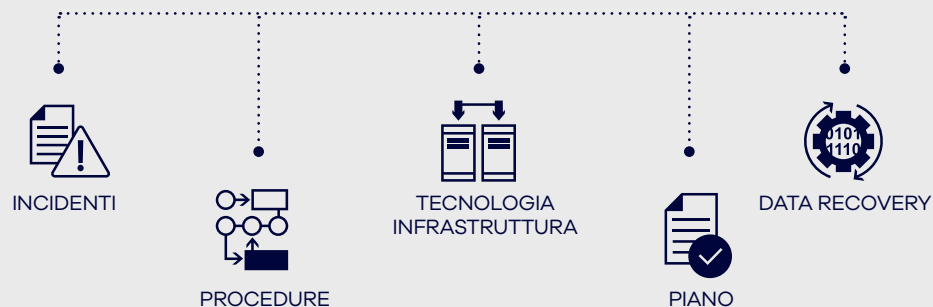 INCIDENTI
PROCEDURE
TECNOLOGIA
INFRASTRUTTURA
PIANO
DATA RECOVERY
0101
1110